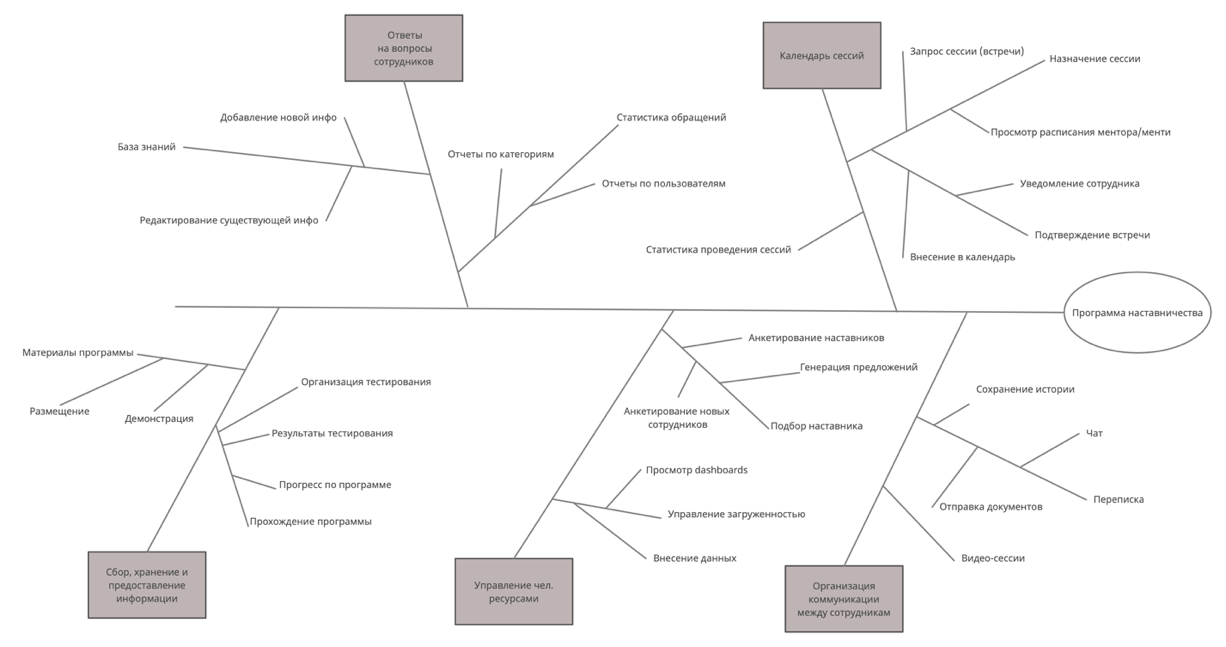 Ответы
на вопросы
сотрудников
Календарь сессий
Запрос сессии (встречи)
Назначение сессии
Добавление новой инфо
Статистика обращений
Просмотр расписания ментора/менти
База знаний
Отчеты по категориям
Отчеты по пользователям
Уведомление сотрудника
Редактирование существующей инфо
Подтверждение встречи
Статистика проведения сессий
Внесение в календарь
Программа наставничества
Анкетирование наставников
Материалы программы
Генерация предложений
Организация тестирования
Сохранение истории
Размещение
Демонстрация
Анкетирование новых
сотрудников
Подбор наставника
Результаты тестирования
Чат
Просмотр dashboards
Прогресс по программе
Переписка
Отправка документов
Управление загруженностью
Прохождение программы
Внесение данных
Видео-сессии
Сбор, хранение и
предоставление
информации
Управление чел.
ресурсами
Организация
коммуникации
между сотрудникам